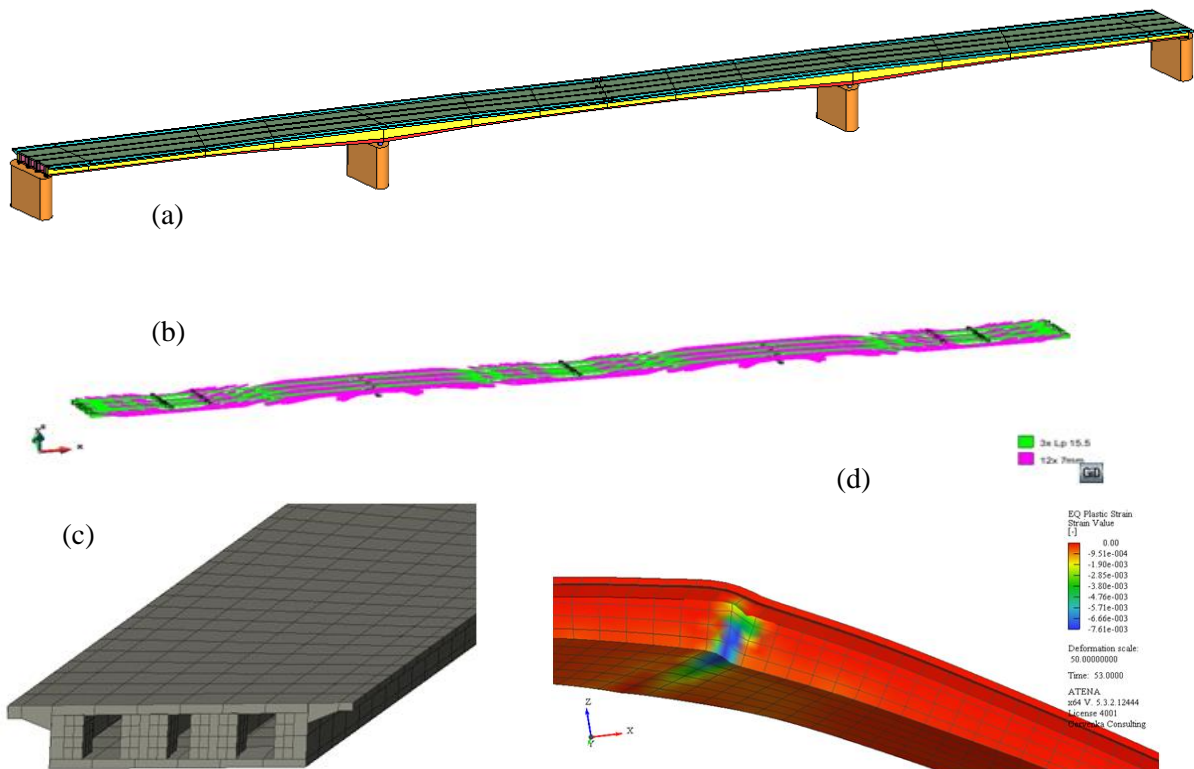 (a)
(b)
x
3x Lp 15.5
12x 7mm
GiD
(d)
(c)
EQ Plastic Strain
Strain Value
[-]
0.00
-9.51e-004
-1.90e-003
-2.85e-003
-3.80e-003
-4.76e-003
-5.71e-003
-6.66e-003
-7.61e-003
Deformation scale:
50.00000000
Time: 53.0000
ATENA
x64 V. 5.3.2.12444
License 4001
Cervenka Consulting
Z
X
Y